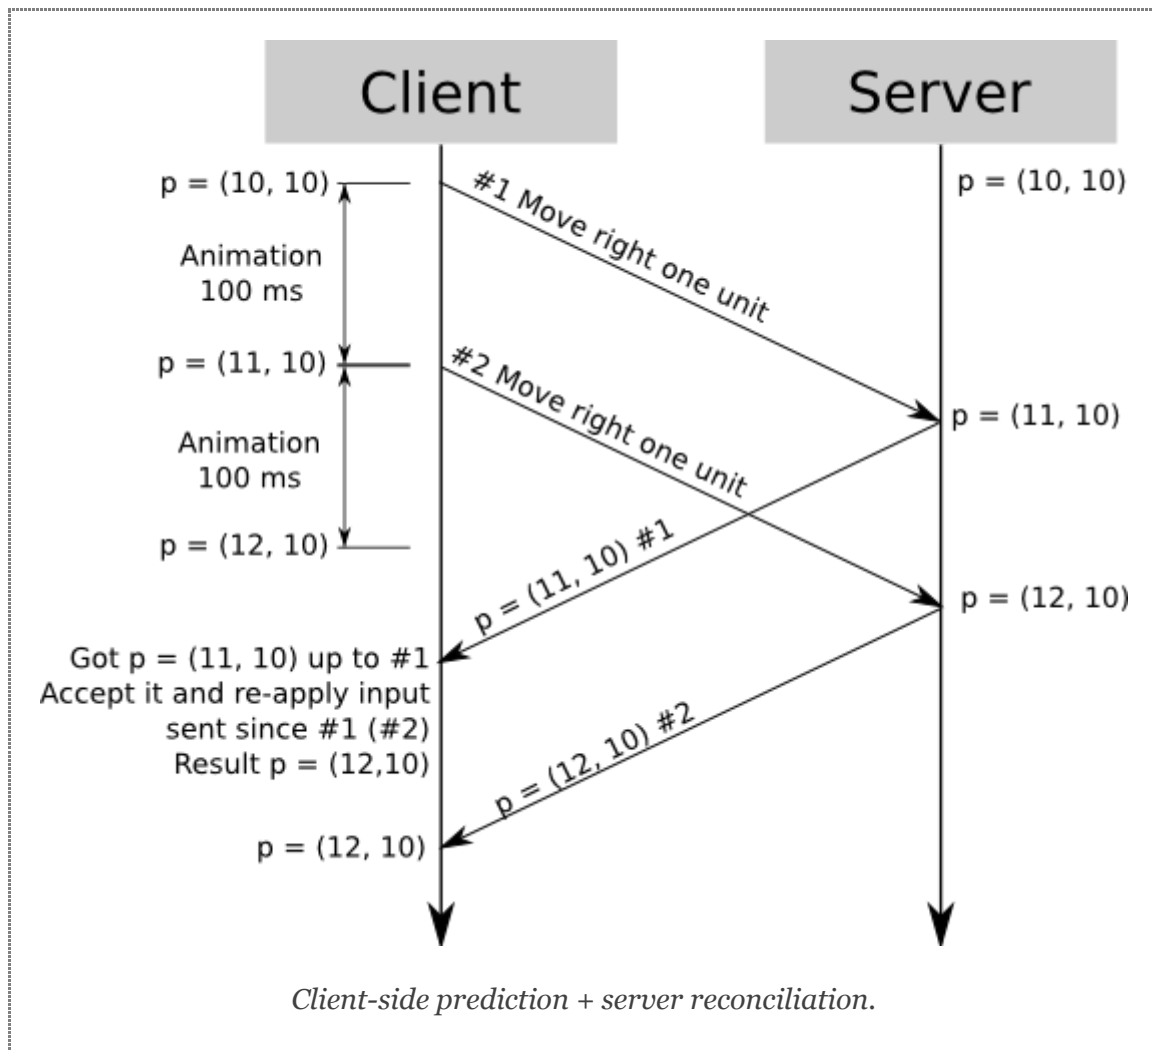 Client
Server
p = (10, 10)
#1 Move right one unit
p = (10, 10)
Animation
100 ms
p = (11, 10)
#2 Move right one unit
p = (11, 10)
Animation
100 ms
p = (12, 10)
p = (11, 10) #1
p = (12, 10)
Got p = (11, 10) up to #1
Accept it and re-apply input
sent since #1 (#2)
Result p = (12,10)
p = (12, 10) #2
p = (12, 10)
Client-side prediction + server reconciliation.